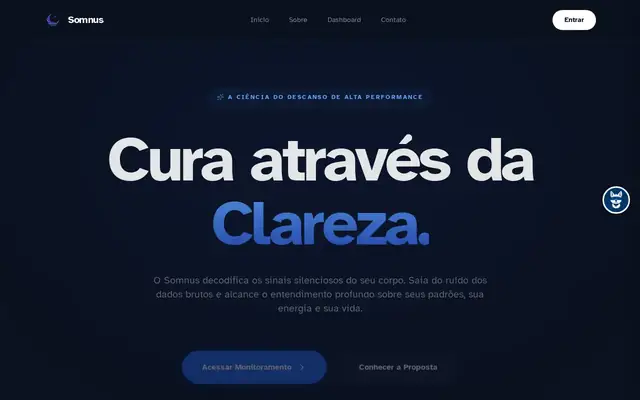 Somnus
Início
Sobre
Dashboard
Contato
Entrar
A CIÊNCIA DO DESCANSO DE ALTA PERFORMANCE
Cura através da
Clareza.
O Somnus decodifica os sinais silenciosos do seu corpo. Saia do ruído dos
dados brutos e alcance o entendimento profundo sobre seus padrões, sua
energia e sua vida.
Acessar Monitoramento
Conhecer a Proposta